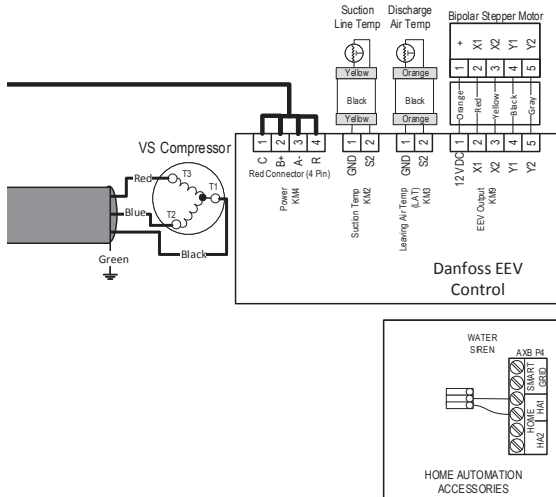 Suction
Line Temp
Discharge
Air Temp
Bipolar Stepper Motor
+ X1 X2 Y1 Y2
1 2 3 4 5
Yellow
Black
Yellow
Orange
Black
Orange
Orange
Red
Yellow
Black
Gray
1 2 3 4
C B+ A- R
Red Connector (4 Pin)
Power
KM4
1 2
GND S2
Suction Temp
KM2
1 2
GND S2
Leaving Air Temp
(LAT)
KM3
1 2 3 4 5
12 VDC X1 X2 Y1 Y2
EEV Output
KM9
VS Compressor
Red
T3
T1
Blue
T2
Black
Green
Danfoss EEV
Control
WATER
SIREN
AXB P4
SMART
GRID
HOME
HA1
HA2
HOME AUTOMATION
ACCESSORIES